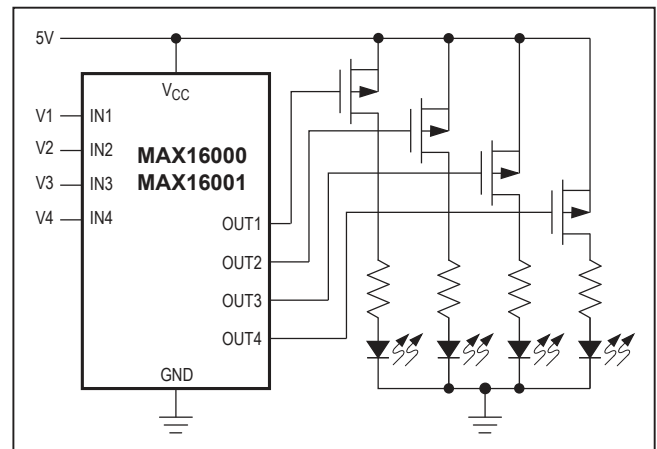 5V
VCC
V1 IN1
V2 IN2
V3 IN3
V4 IN4
MAX16000
MAX16001
OUT1
OUT2
OUT3
OUT4
GND